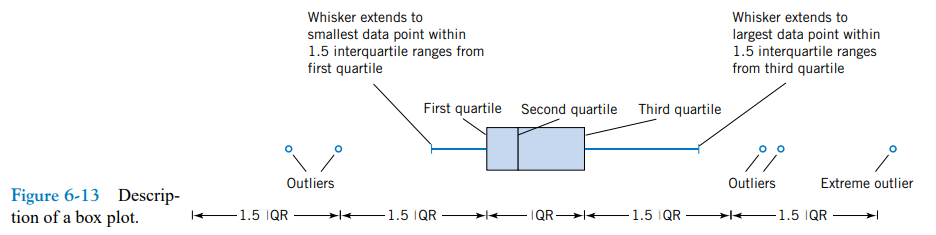 Whisker extends to
smallest data point within
1.5 interquartile ranges from
first quartile
Whisker extends to
largest data point within
1.5 interquartile ranges
from third quartile
First quartile Second quartile Third quartile
Outliers Outliers Extreme outlier
Figure 6-13 Descrip-
tion of a box plot.
1.5 IQR 1.5 IQR IQR 1.5 IQR 1.5 IQR